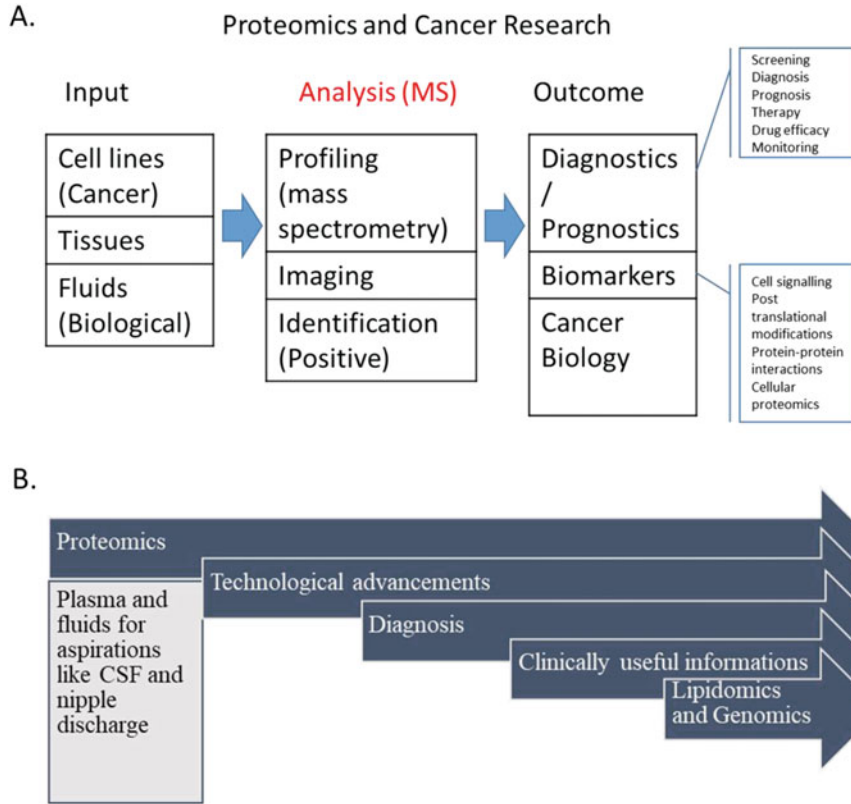 A.
Proteomics and Cancer Research
Input
Analysis (MS)
Outcome
Cell lines
(Cancer)
Tissues
Fluids
(Biological)
Profiling
(mass
spectrometry)
Imaging
Identification
(Positive)
Diagnostics
/
Prognostics
Biomarkers
Cancer
Biology
Screening
Diagnosis
Prognosis
Therapy
Drug efficacy
Monitoring
Cell signalling
Post
translational
modifications
Protein-protein
interactions
Cellular
proteomics
B.
Proteomics
Plasma and
fluids for
aspirations
like CSF and
nipple
discharge
Technological advancements
Diagnosis
Clinically useful informations
Lipidomics
and Genomics